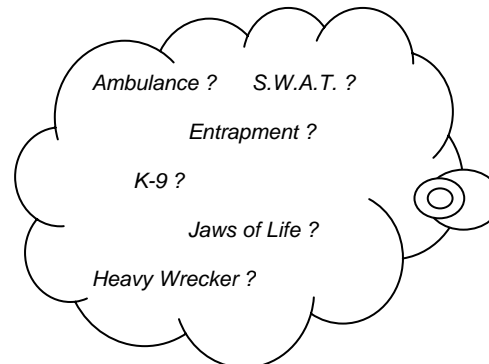 Ambulance ? S.W.A.T. ?
Entrapment ?
K-9 ?
Jaws of Life ?
Heavy Wrecker ?